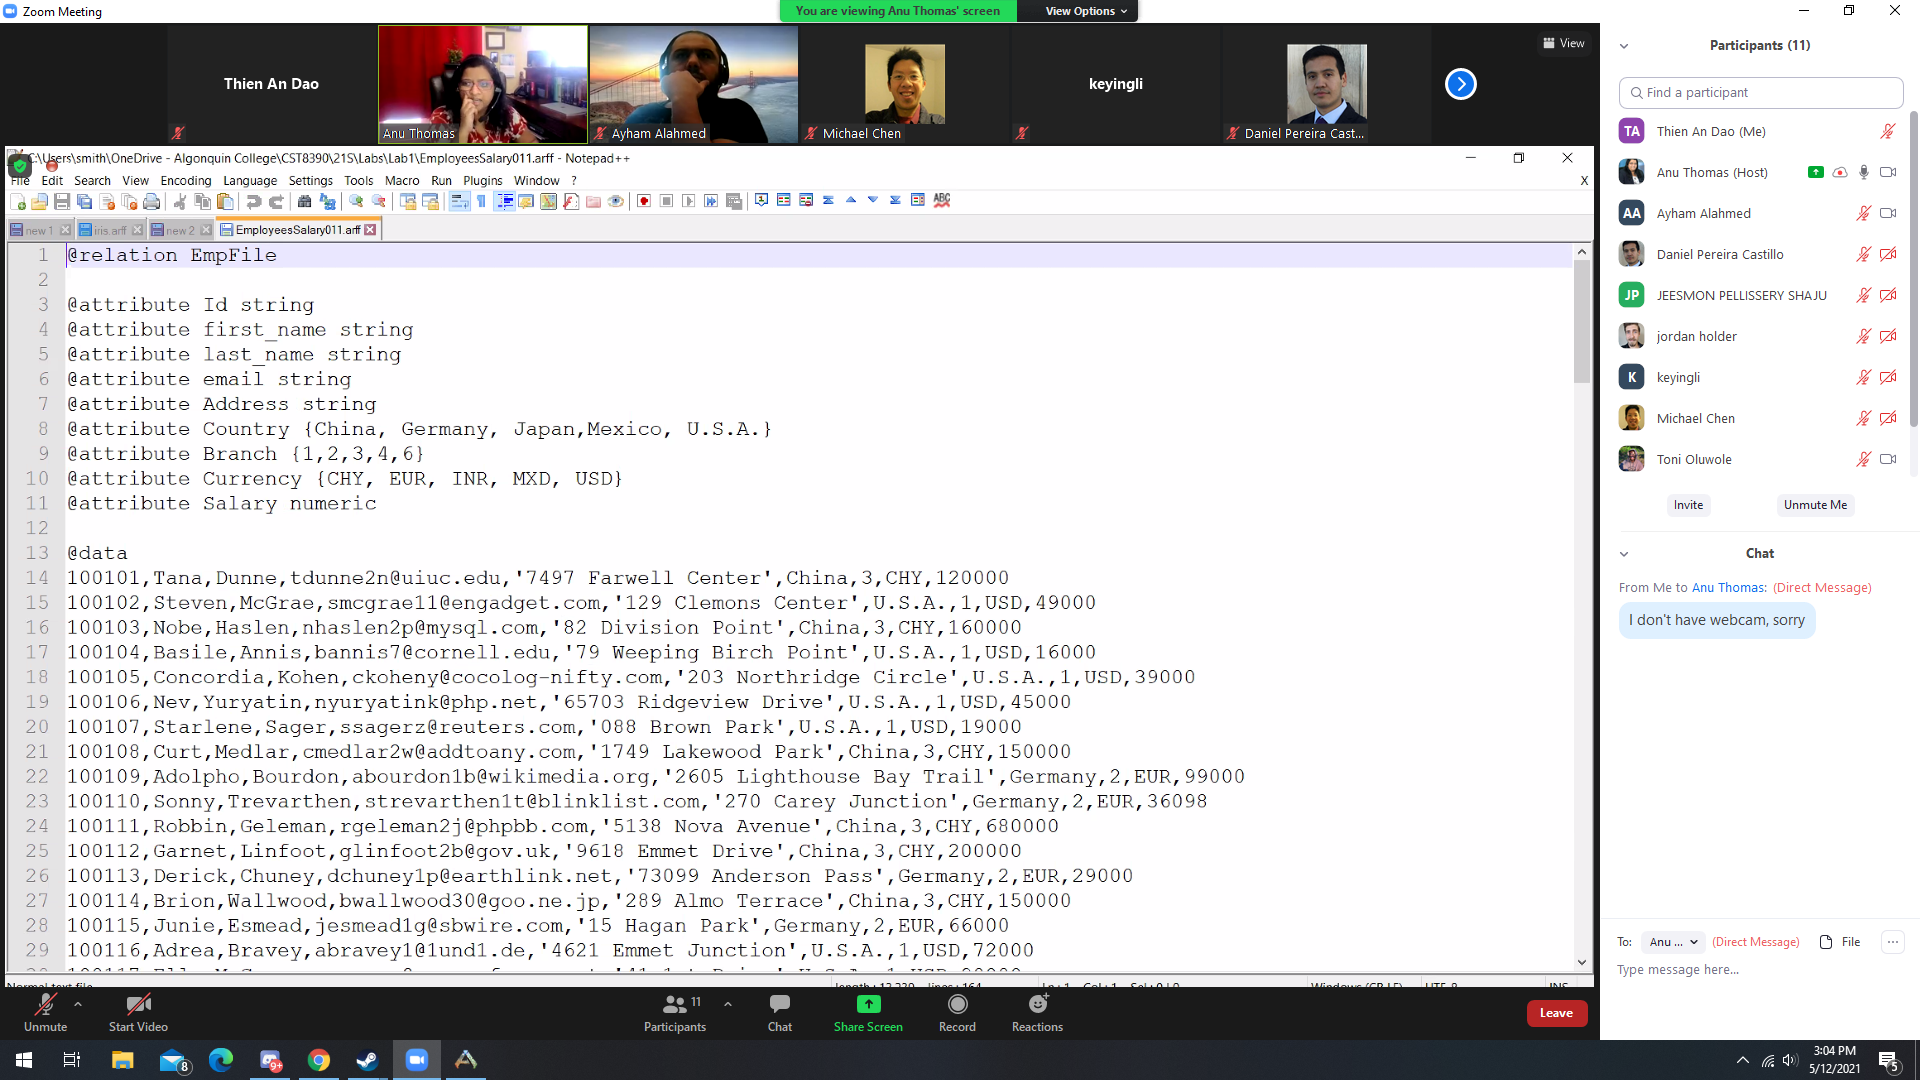 Zoom Meeting
You are viewing Anu Thomas' screen
View Options
Thien An Dao
Anu Thomas
Ayham Alahmed
Michael Chen
keyingli
Daniel Pereira Cast...
View
C:\Users\smith\OneDrive - Algonquin College\CST8390\21S\Labs\Lab1\EmployeesSalary011.arff - Notepad++
File Edit Search View Encoding Language Settings Tools Macro Run Plugins Window ? X
new 1 iris.arff new 2 EmployeesSalary011.arff
1 @relation EmpFile
2
3 @attribute Id string
4 @attribute first_name string
5 @attribute last_name string
6 @attribute email string
7 @attribute Address string
8 @attribute Country {China, Germany, Japan,Mexico, U.S.A.}
9 @attribute Branch {1,2,3,4,6}
10 @attribute Currency {CHY, EUR, INR, MXD, USD}
11 @attribute Salary numeric
12
13 @data
14 100101,Tana,Dunne,tdunne2n@uiuc.edu,'7497 Farwell Center',China,3,CHY,120000
15 100102,Steven,McGrae,smcgrae11@engadget.com,'129 Clemons Center',U.S.A.,1,USD,49000
16 100103,Nobe,Haslen,nhaslen2p@mysql.com,'82 Division Point',China,3,CHY,160000
17 100104,Basile,Annis,bannis7@cornell.edu,'79 Weeping Birch Point',U.S.A.,1,USD,16000
18 100105,Concordia,Kohen,ckoheny@cocolog-nifty.com,'203 Northridge Circle',U.S.A.,1,USD,39000
19 100106,Nev,Yuryatin,nyuryatink@php.net,'65703 Ridgeview Drive',U.S.A.,1,USD,45000
20 100107,Starlene,Sager,ssagerz@reuters.com,'088 Brown Park',U.S.A.,1,USD,19000
21 100108,Curt,Medlar,cmedlar2w@addtoany.com,'1749 Lakewood Park',China,3,CHY,150000
22 100109,Adolpho,Bourdon,abourdon1b@wikimedia.org,'2605 Lighthouse Bay Trail',Germany,2,EUR,99000
23 100110,Sonny,Trevarthen,strevarthen1t@blinklist.com,'270 Carey Junction',Germany,2,EUR,36098
24 100111,Robbin,Geleman,rgeleman2j@phpbb.com,'5138 Nova Avenue',China,3,CHY,680000
25 100112,Garnet,Linfoot,glinfoot2b@gov.uk,'9618 Emmet Drive',China,3,CHY,200000
26 100113,Derick,Chuney,dchuney1p@earthlink.net,'73099 Anderson Pass',Germany,2,EUR,29000
27 100114,Brion,Wallwood,bwallwood30@goo.ne.jp,'289 Almo Terrace',China,3,CHY,150000
28 100115,Junie,Esmead,jesmead1g@sbwire.com,'15 Hagan Park',Germany,2,EUR,66000
29 100116,Adrea,Bravey,abravey1@1und1.de,'4621 Emmet Junction',U.S.A.,1,USD,72000
Participants (11)
Find a participant
TA Thien An Dao (Me)
Anu Thomas (Host)
AA Ayham Alahmed
Daniel Pereira Castillo
JP JEESMON PELLISSERY SHAJU
jordan holder
K keyingli
Michael Chen
Toni Oluwole
Invite Unmute Me
Chat
From Me to Anu Thomas: (Direct Message)
I don't have webcam, sorry
To: Anu ... (Direct Message) File ...
Type message here...
Unmute Start Video Participants 11 Chat Share Screen Record Reactions Leave
8 9+ 3:04 PM
5/12/2021 5